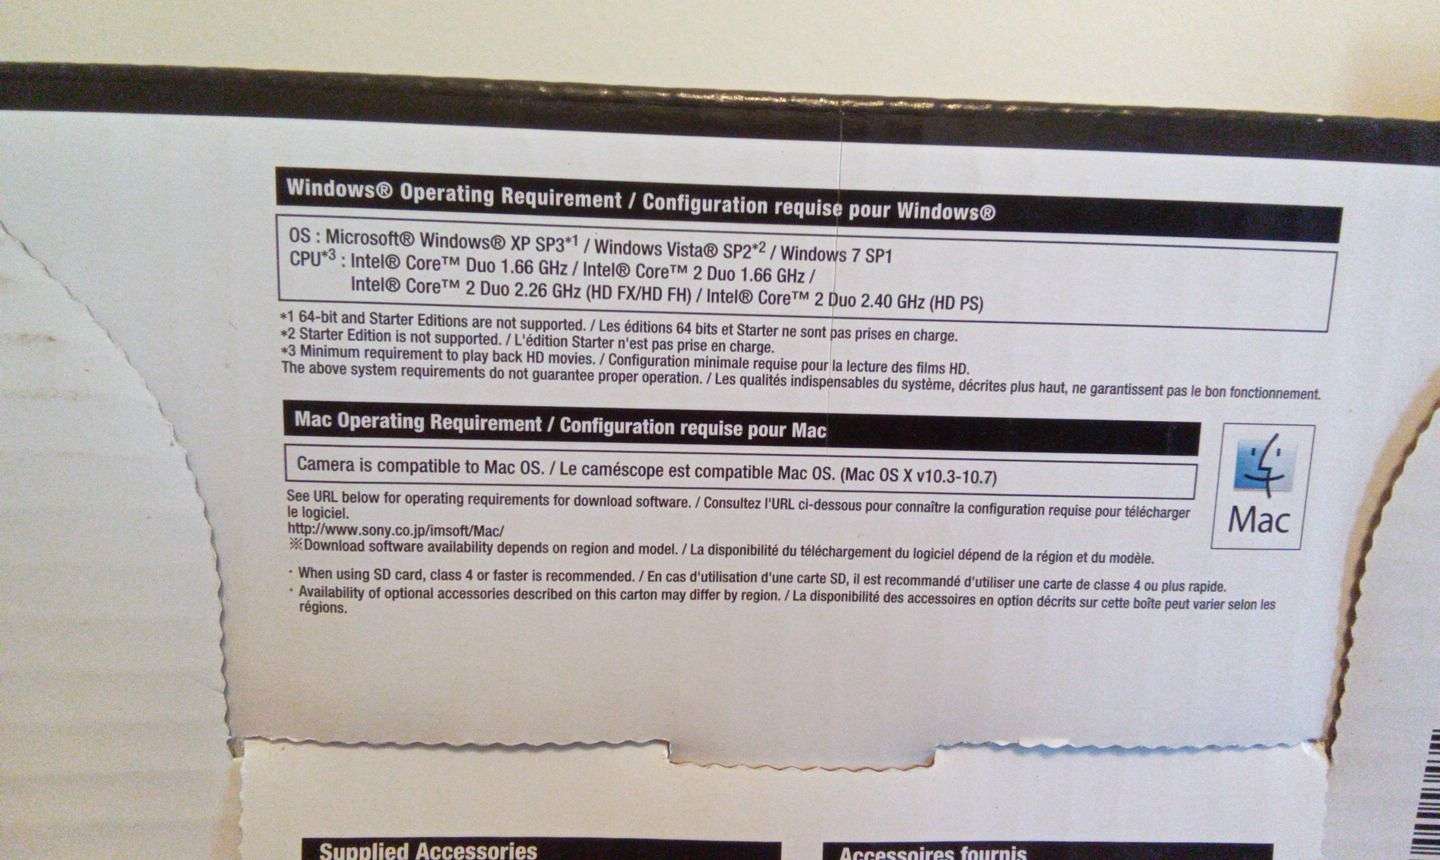 Windows® Operating Requirement / Configuration requise pour Windows®
OS : Microsoft® Windows® XP SP3*1 / Windows Vista® SP2*2 / Windows 7 SP1
CPU*3 : Intel® Core™ Duo 1.66 GHz / Intel® Core™ 2 Duo 1.66 GHz /
Intel® Core™ 2 Duo 2.26 GHz (HD FX/HD FH) / Intel® Core™ 2 Duo 2.40 GHz (HD PS)
*1 64-bit and Starter Editions are not supported. / Les éditions 64 bits et Starter ne sont pas prises en charge.
*2 Starter Edition is not supported. / L'édition Starter n'est pas prise en charge.
*3 Minimum requirement to play back HD movies. / Configuration minimale requise pour la lecture des films HD.
The above system requirements do not guarantee proper operation. / Les qualités indispensables du système, décrites plus haut, ne garantissent pas le bon fonctionnement.
Mac Operating Requirement / Configuration requise pour Mac
Camera is compatible to Mac OS. / Le caméscope est compatible Mac OS. (Mac OS X v10.3-10.7)
Mac
See URL below for operating requirements for download software. / Consultez l'URL ci-dessous pour connaître la configuration requise pour télécharger
le logiciel.
http://www.sony.co.jp/imsoft/Mac/
※Download software availability depends on region and model. / La disponibilité du téléchargement du logiciel dépend de la région et du modèle.
· When using SD card, class 4 or faster is recommended. / En cas d'utilisation d'une carte SD, il est recommandé d'utiliser une carte de classe 4 ou plus rapide.
· Availability of optional accessories described on this carton may differ by region. / La disponibilité des accessoires en option décrits sur cette boîte peut varier selon les
régions.
Supplied Accessories
Accessoires fournis